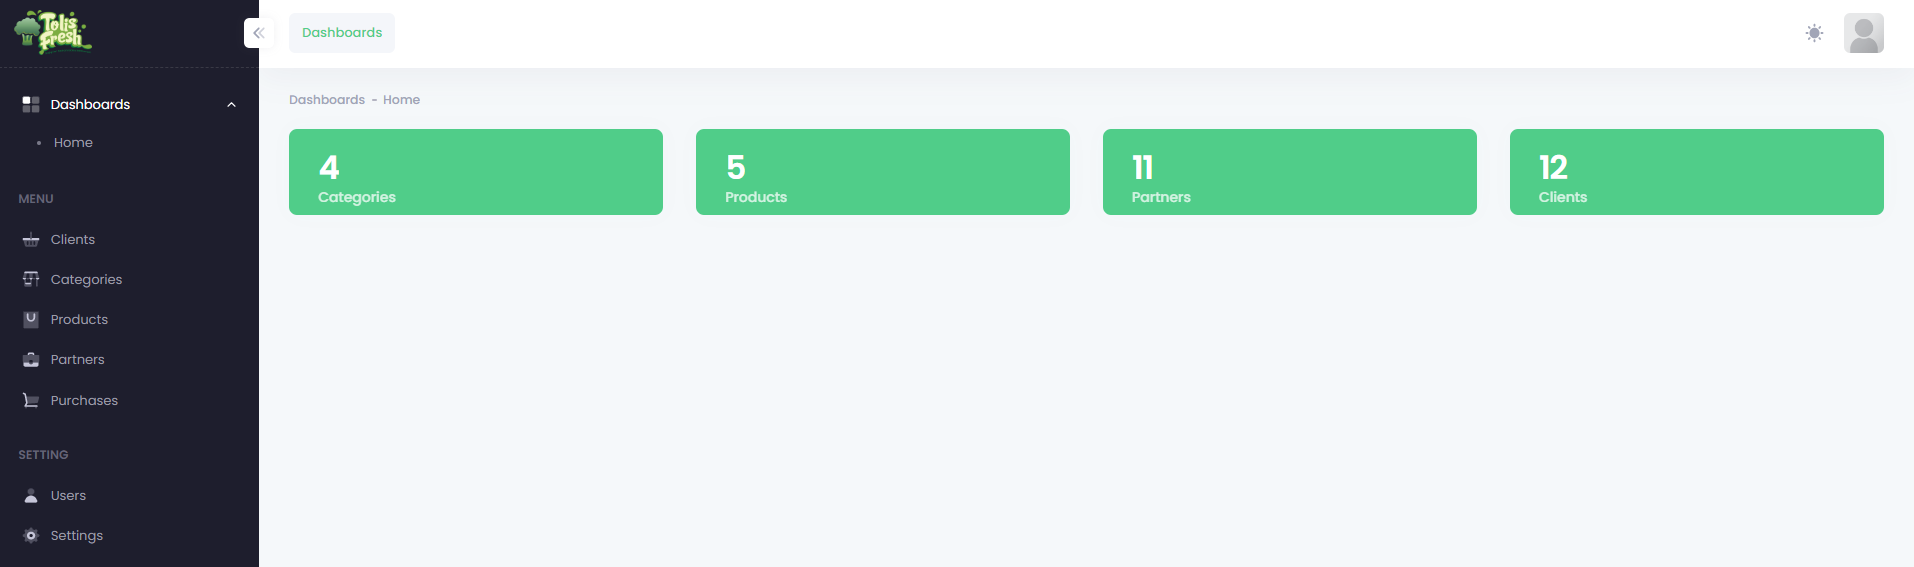 Tolis
Fresh
Dashboards
Dashboards
Home
MENU
Clients
Categories
Products
Partners
Purchases
SETTING
Users
Settings
Dashboards - Home
4
Categories
5
Products
11
Partners
12
Clients